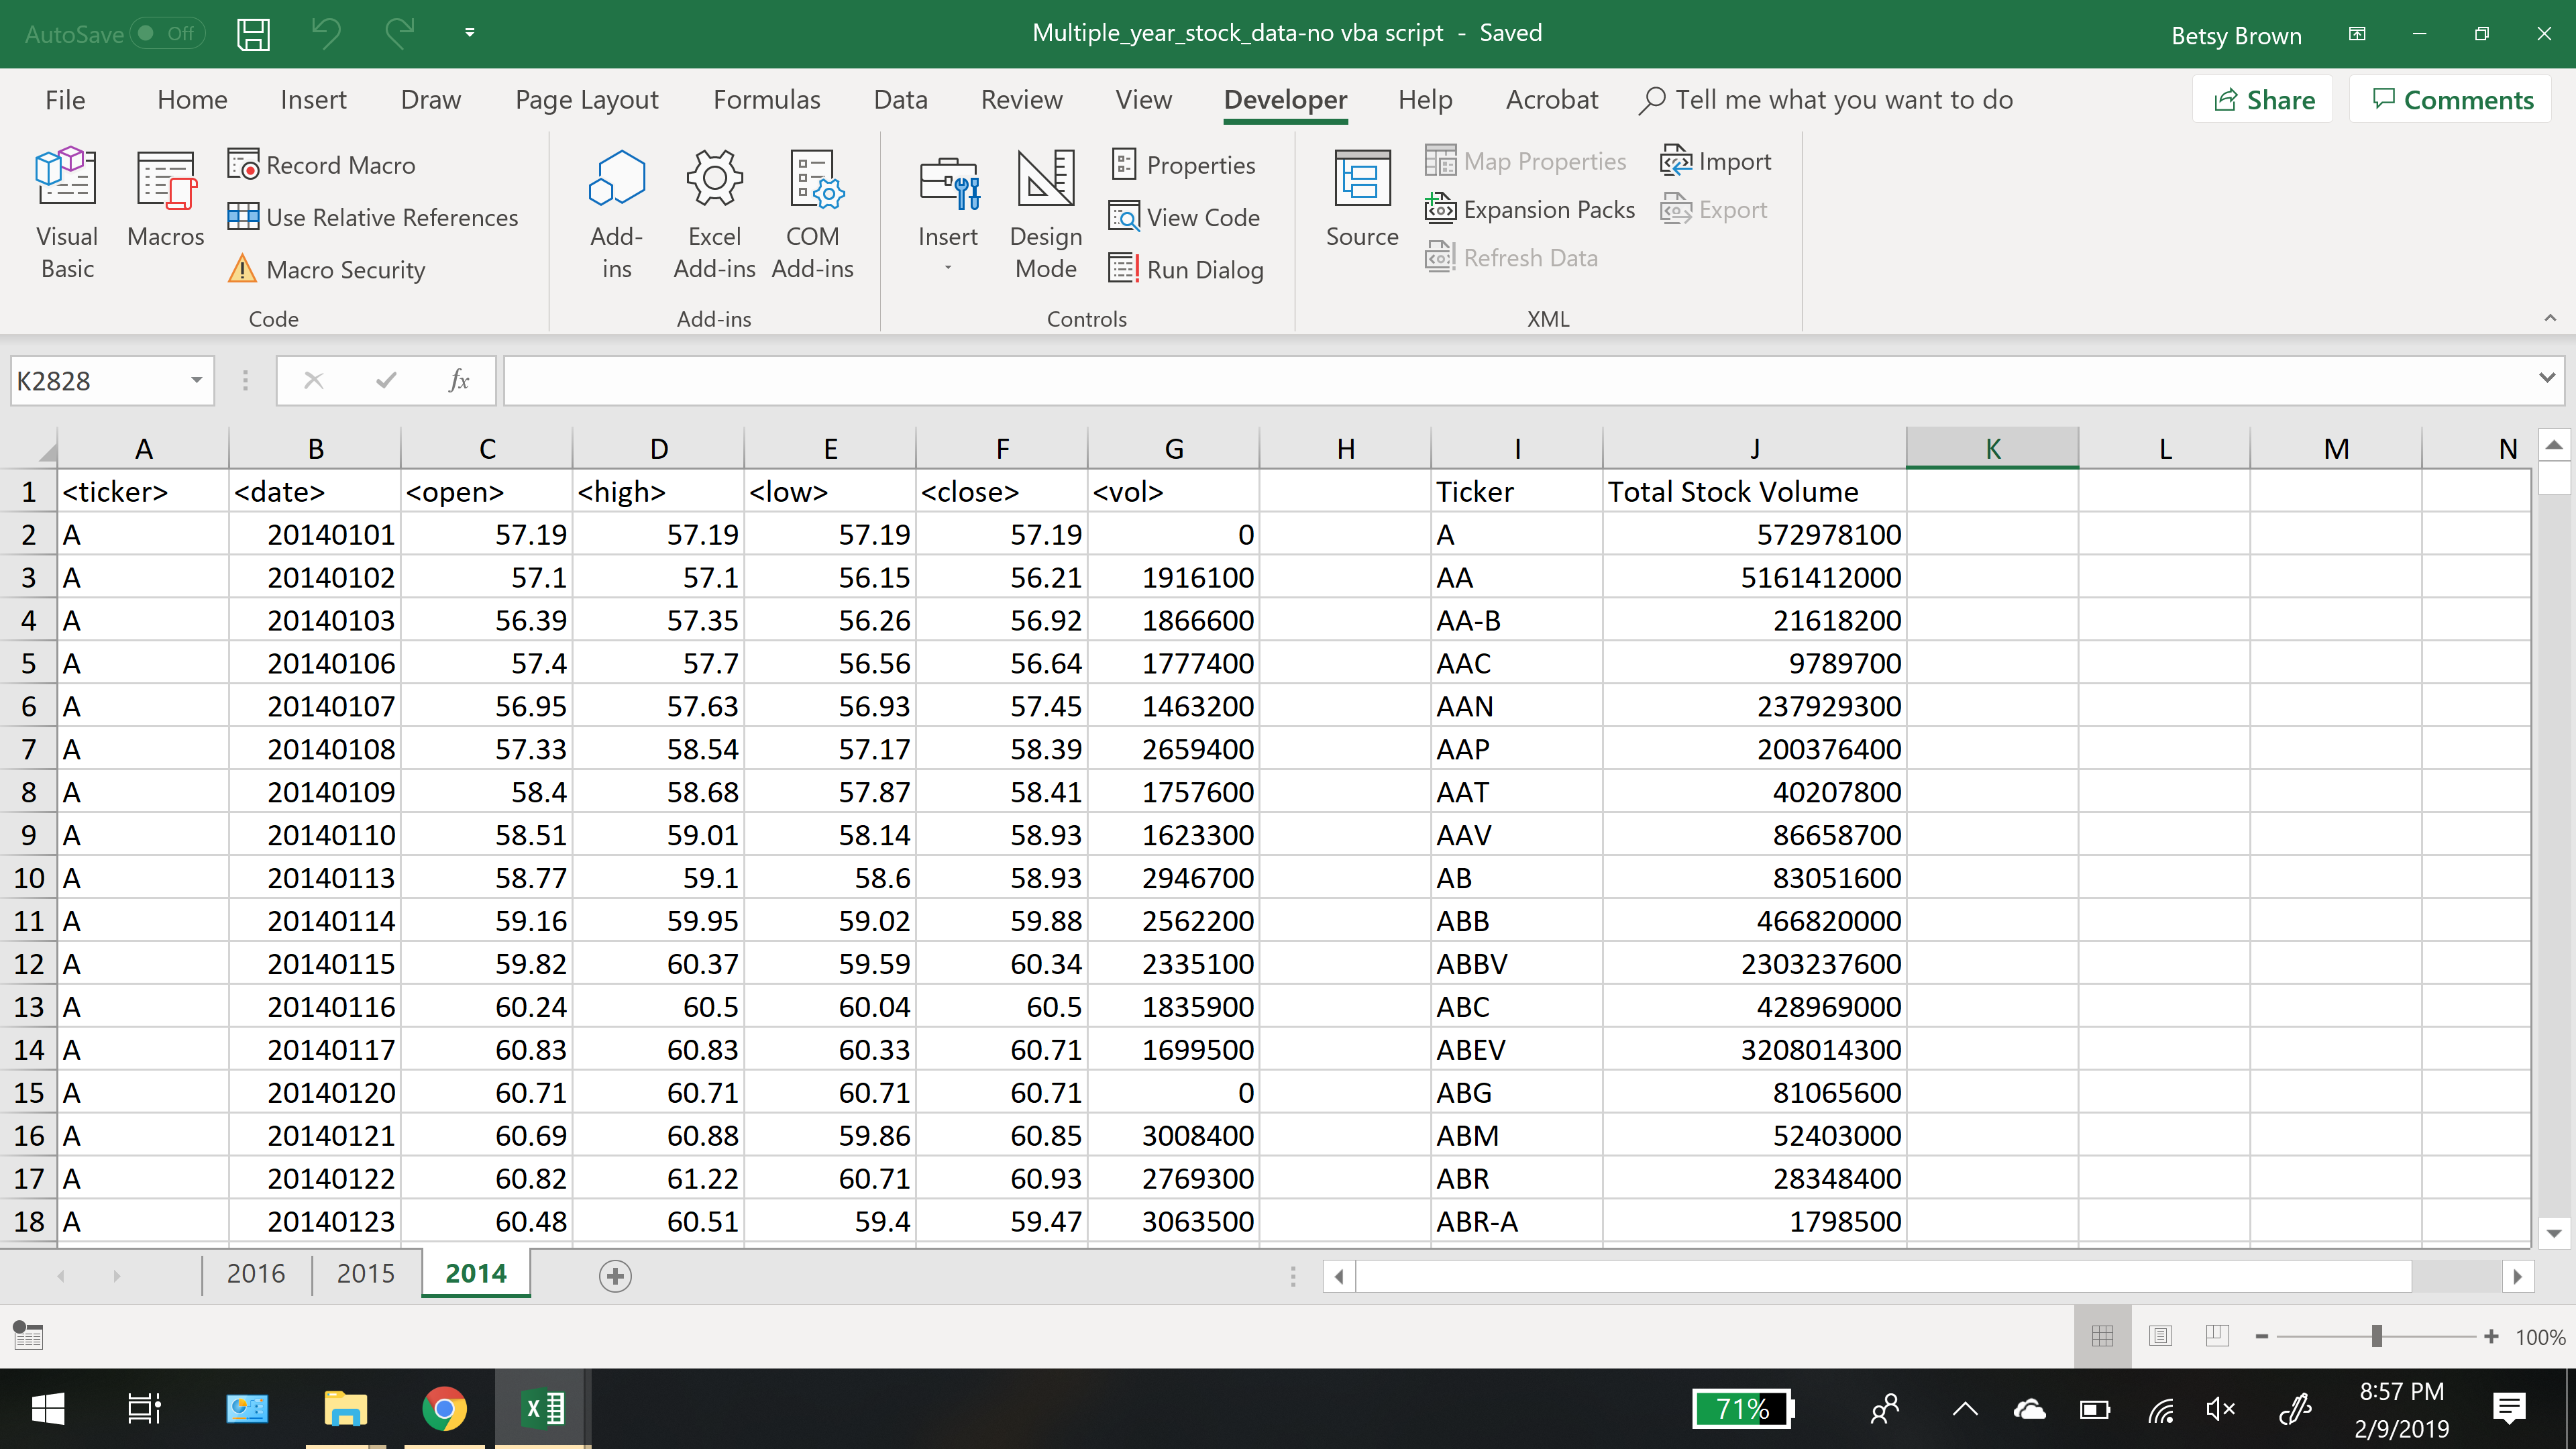 AutoSave Off Multiple_year_stock_data-no vba script - Saved Betsy Brown
File Home Insert Draw Page Layout Formulas Data Review View Developer Help Acrobat Tell me what you want to do Share Comments
Visual Basic
Macros
Record Macro
Use Relative References
Macro Security
Code
Add-ins
Excel Add-ins
COM Add-ins
Add-ins
Insert
Design Mode
Properties
View Code
Run Dialog
Controls
Source
Map Properties
Expansion Packs
Refresh Data
Import
Export
XML
K2828 fx
A B C D E F G H I J K L M N
1 <ticker> <date> <open> <high> <low> <close> <vol> Ticker Total Stock Volume
2 A 20140101 57.19 57.19 57.19 57.19 0 A 572978100
3 A 20140102 57.1 57.1 56.15 56.21 1916100 AA 5161412000
4 A 20140103 56.39 57.35 56.26 56.92 1866600 AA-B 21618200
5 A 20140106 57.4 57.7 56.56 56.64 1777400 AAC 9789700
6 A 20140107 56.95 57.63 56.93 57.45 1463200 AAN 237929300
7 A 20140108 57.33 58.54 57.17 58.39 2659400 AAP 200376400
8 A 20140109 58.4 58.68 57.87 58.41 1757600 AAT 40207800
9 A 20140110 58.51 59.01 58.14 58.93 1623300 AAV 86658700
10 A 20140113 58.77 59.1 58.6 58.93 2946700 AB 83051600
11 A 20140114 59.16 59.95 59.02 59.88 2562200 ABB 466820000
12 A 20140115 59.82 60.37 59.59 60.34 2335100 ABBV 2303237600
13 A 20140116 60.24 60.5 60.04 60.5 1835900 ABC 428969000
14 A 20140117 60.83 60.83 60.33 60.71 1699500 ABEV 3208014300
15 A 20140120 60.71 60.71 60.71 60.71 0 ABG 81065600
16 A 20140121 60.69 60.88 59.86 60.85 3008400 ABM 52403000
17 A 20140122 60.82 61.22 60.71 60.93 2769300 ABR 28348400
18 A 20140123 60.48 60.51 59.4 59.47 3063500 ABR-A 1798500
2016 2015 2014
100%
71% 8:57 PM
2/9/2019